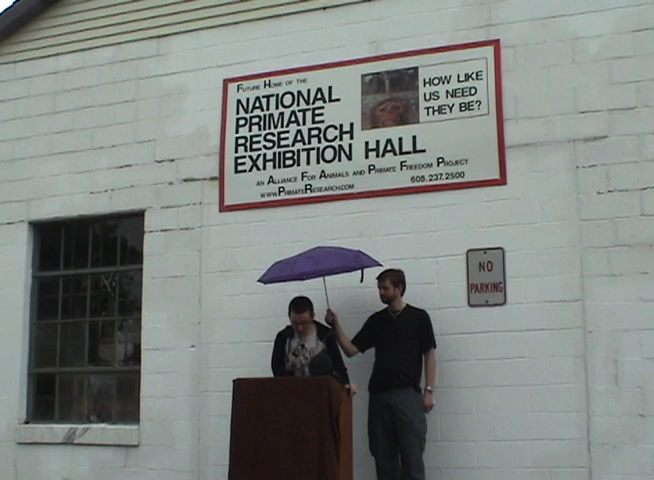 FUTURE HOME OF THE
NATIONAL
PRIMATE
RESEARCH
EXHIBITION HALL
HOW LIKE
US NEED
THEY BE?
AN ALLIANCE FOR ANIMALS AND PRIMATE FREEDOM PROJECT
WWW.PRIMATERESEARCH.COM
608.237.2500
NO
PARKING